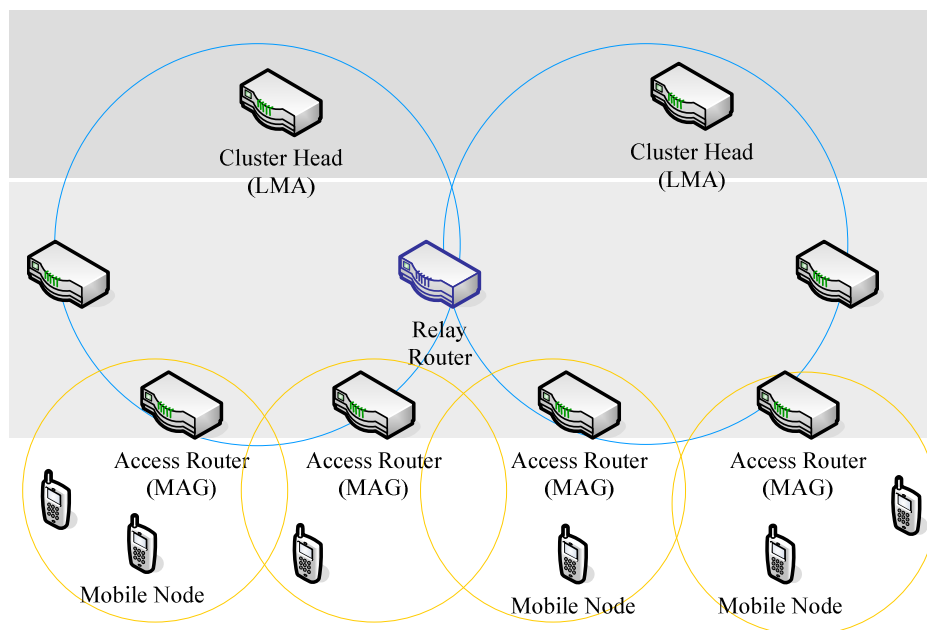 Cluster Head
(LMA)
Cluster Head
(LMA)
Relay
Router
Access Router
(MAG)
Access Router
(MAG)
Access Router
(MAG)
Access Router
(MAG)
Mobile Node
Mobile Node
Mobile Node